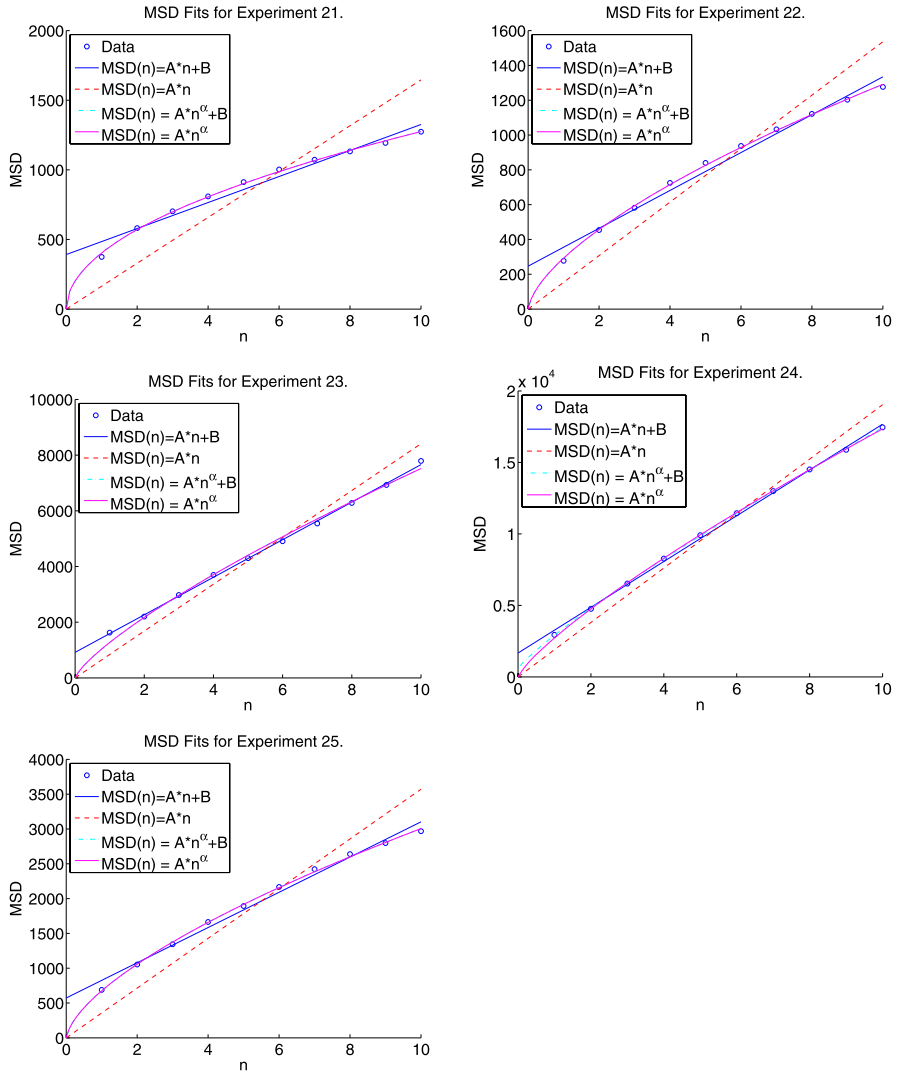 MSD Fits for Experiment 21.
2000
1500
1000
500
0
MSD
Data
MSD(n)=A*n+B
MSD(n)=A*n
MSD(n) = A*n^α+B
MSD(n) = A*n^α
0 2 4 6 8 10
n
MSD Fits for Experiment 22.
1600
1400
1200
1000
800
600
400
200
0
MSD
Data
MSD(n)=A*n+B
MSD(n)=A*n
MSD(n) = A*n^α+B
MSD(n) = A*n^α
0 2 4 6 8 10
n
MSD Fits for Experiment 23.
10000
8000
6000
4000
2000
0
MSD
Data
MSD(n)=A*n+B
MSD(n)=A*n
MSD(n) = A*n^α+B
MSD(n) = A*n^α
0 2 4 6 8 10
n
MSD Fits for Experiment 24.
x 10^4
2
1.5
1
0.5
0
MSD
Data
MSD(n)=A*n+B
MSD(n)=A*n
MSD(n) = A*n^α+B
MSD(n) = A*n^α
0 2 4 6 8 10
n
MSD Fits for Experiment 25.
4000
3500
3000
2500
2000
1500
1000
500
0
MSD
Data
MSD(n)=A*n+B
MSD(n)=A*n
MSD(n) = A*n^α+B
MSD(n) = A*n^α
0 2 4 6 8 10
n